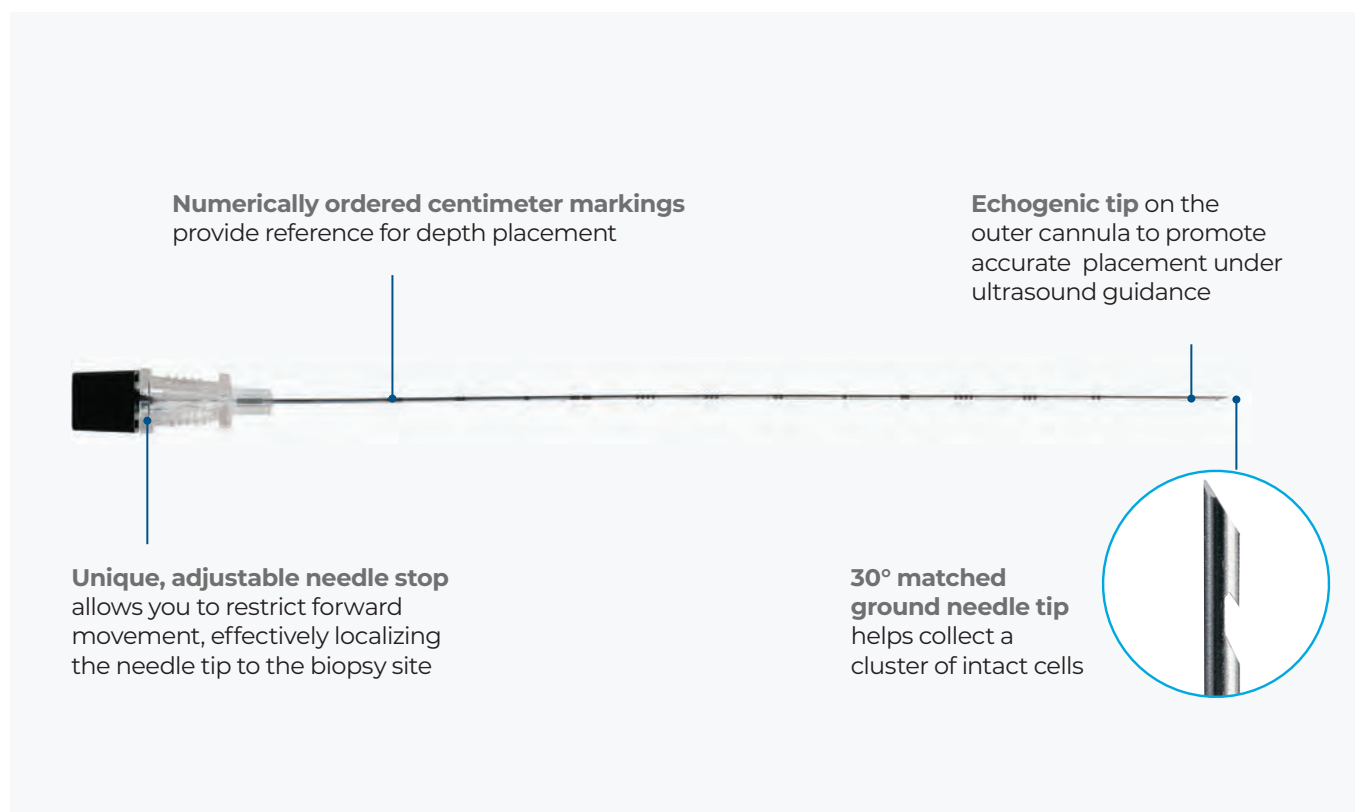 Numerically ordered centimeter markings
provide reference for depth placement
Echogenic tip on the
outer cannula to promote
accurate placement under
ultrasound guidance
Unique, adjustable needle stop
allows you to restrict forward
movement, effectively localizing
the needle tip to the biopsy site
30° matched
ground needle tip
helps collect a
cluster of intact cells